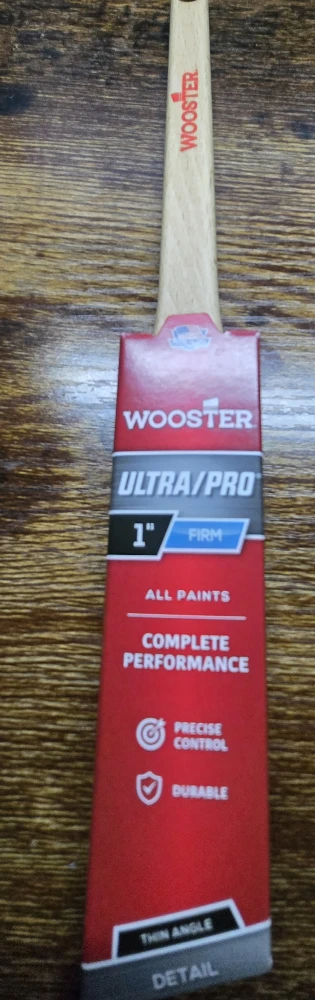 WOOSTER
WOOSTER
ULTRA/PRO
1" FIRM
ALL PAINTS
COMPLETE
PERFORMANCE
PRECISE
CONTROL
DURABLE
THIN ANGLE
DETAIL